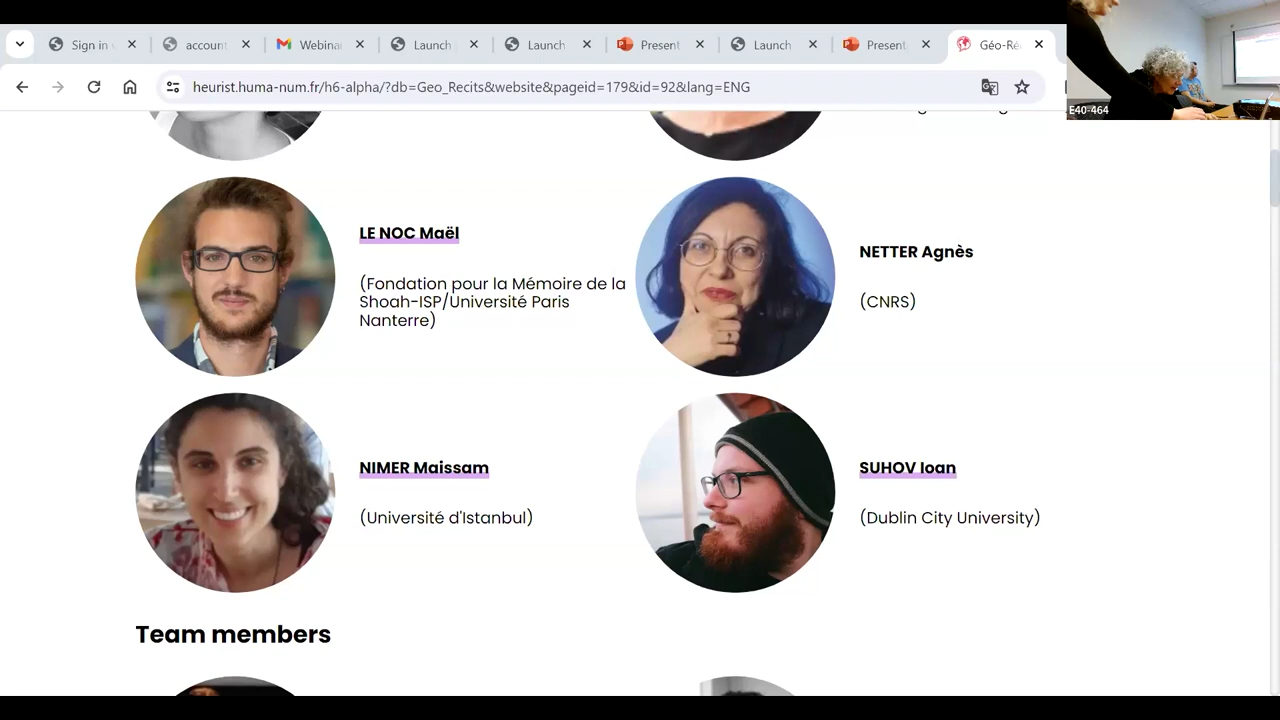 Sign in
account
Webinar
Launch
Launch
Present
Launch
Present
Géo-Ré
heurist.huma-num.fr/h6-alpha/?db=Geo_Recits&website&pageid=179&id=92&lang=ENG
E40-464
LE NOC Maël
(Fondation pour la Mémoire de la
Shoah-ISP/Université Paris
Nanterre)
NETTER Agnès
(CNRS)
NIMER Maissam
(Université d'Istanbul)
SUHOV Ioan
(Dublin City University)
Team members